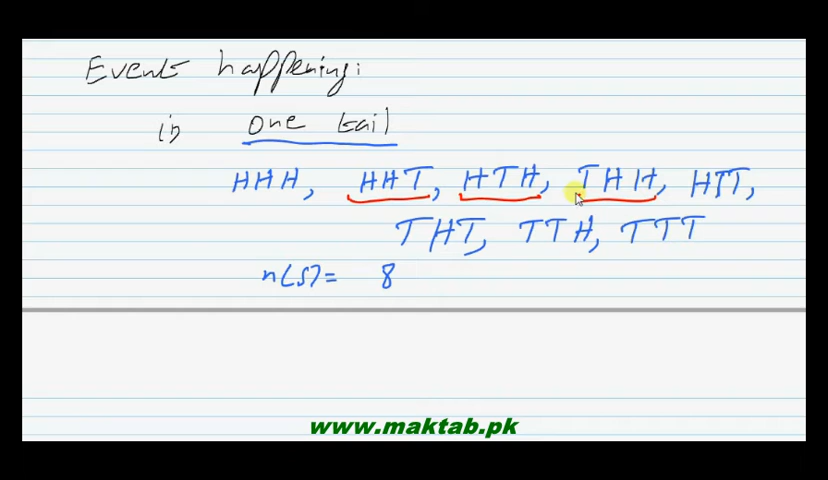 Event happening:
i) one tail
HHH, HHT, HTH, THH, HTT,
THT, TTH, TTT
n(S) = 8
www.maktab.pk